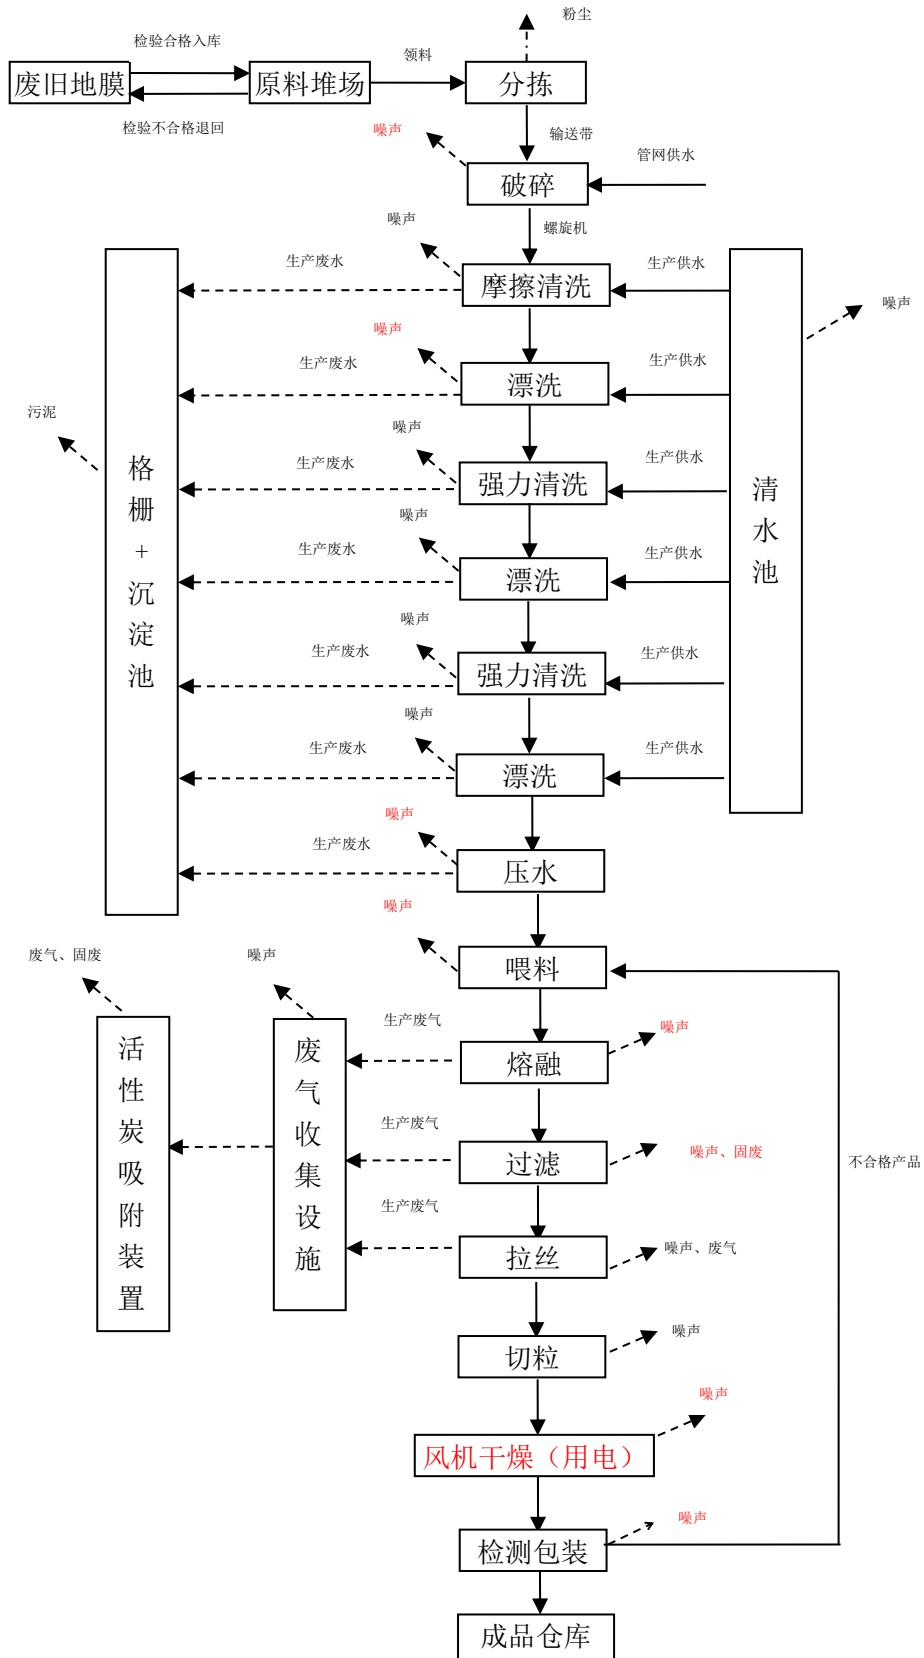 粉尘
检验合格入库
领料
废旧地膜
原料堆场
分拣
检验不合格退回
噪声
输送带
管网供水
破碎
噪声
螺旋机
生产废水
摩擦清洗
生产供水
噪声
噪声
生产废水
漂洗
生产供水
污泥
噪声
生产废水
强力清洗
生产供水
格栅+沉淀池
清水池
噪声
生产废水
漂洗
生产供水
噪声
生产废水
强力清洗
生产供水
噪声
生产废水
漂洗
生产供水
噪声
生产废水
压水
噪声
废气、固废
噪声
喂料
生产废气
熔融
噪声
活性炭吸附装置
废气收集设施
生产废气
过滤
噪声、固废
不合格产品
生产废气
拉丝
噪声、废气
切粒
噪声
噪声
风机干燥（用电）
噪声
检测包装
成品仓库